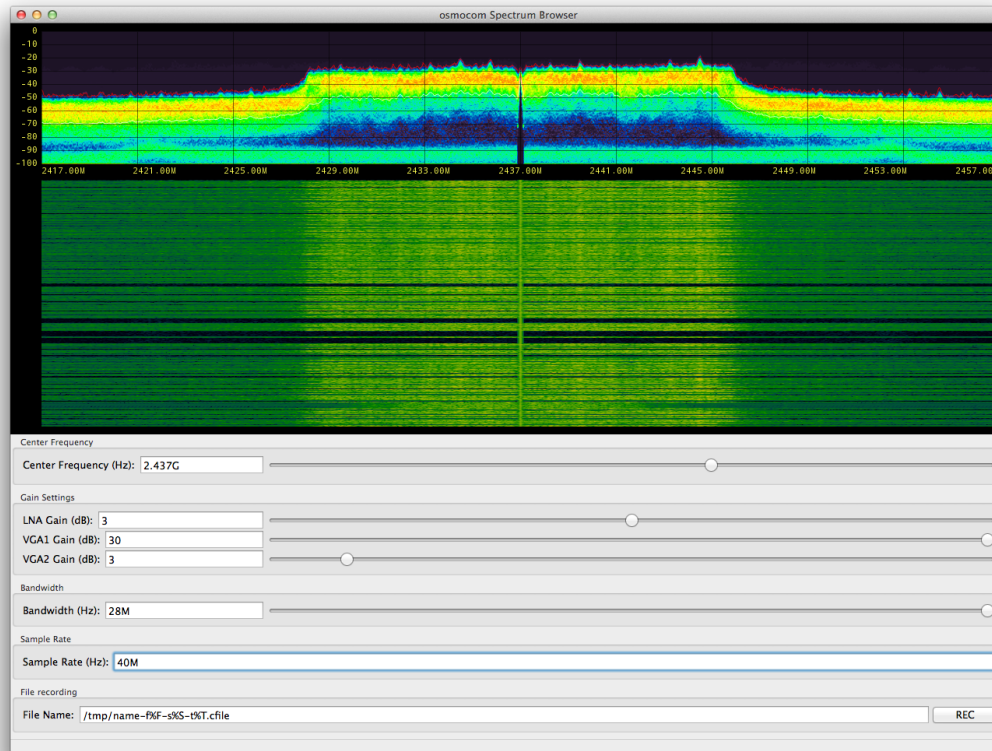 osmocom Spectrum Browser
0
-10
-20
-30
-40
-50
-60
-70
-80
-90
-100
2417.00M 2421.00M 2425.00M 2429.00M 2433.00M 2437.00M 2441.00M 2445.00M 2449.00M 2453.00M 2457.00
Center Frequency
Center Frequency (Hz): 2.437G
Gain Settings
LNA Gain (dB): 3
VGA1 Gain (dB): 30
VGA2 Gain (dB): 3
Bandwidth
Bandwidth (Hz): 28M
Sample Rate
Sample Rate (Hz): 40M
File recording
File Name: /tmp/name-f%F-s%S-t%T.cfile REC